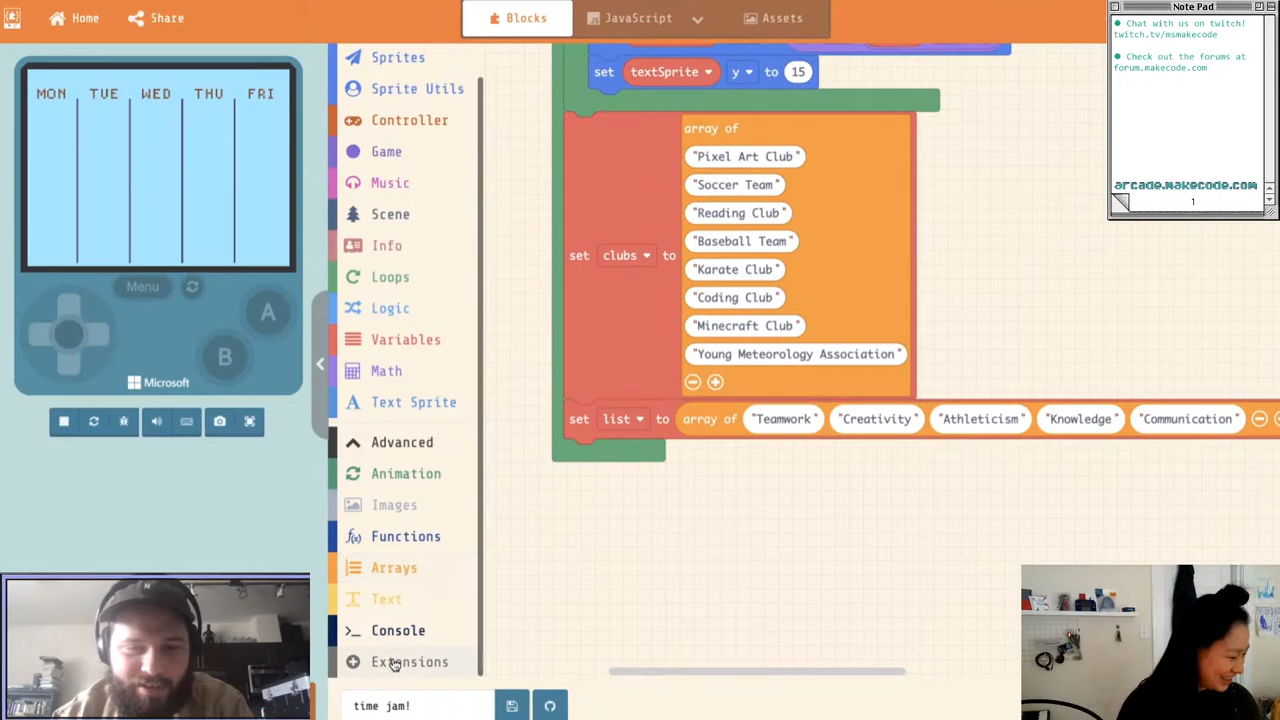 Home
Share
Blocks
JavaScript
Assets
Note Pad
Chat with us on twitch!
twitch.tv/msmakecode
Check out the forums at
forum.makecode.com
arcade.makecode.com
1
MON TUE WED THU FRI
Menu
A
B
Microsoft
Sprites
Sprite Utils
Controller
Game
Music
Scene
Info
Loops
Logic
Variables
Math
Text Sprite
Advanced
Animation
Images
Functions
Arrays
Text
Console
Extensions
set textSprite y to 15
array of
"Pixel Art Club"
"Soccer Team"
"Reading Club"
"Baseball Team"
set clubs to
"Karate Club"
"Coding Club"
"Minecraft Club"
"Young Meteorology Association"
set list to array of "Teamwork" "Creativity" "Athleticism" "Knowledge" "Communication"
time jam!